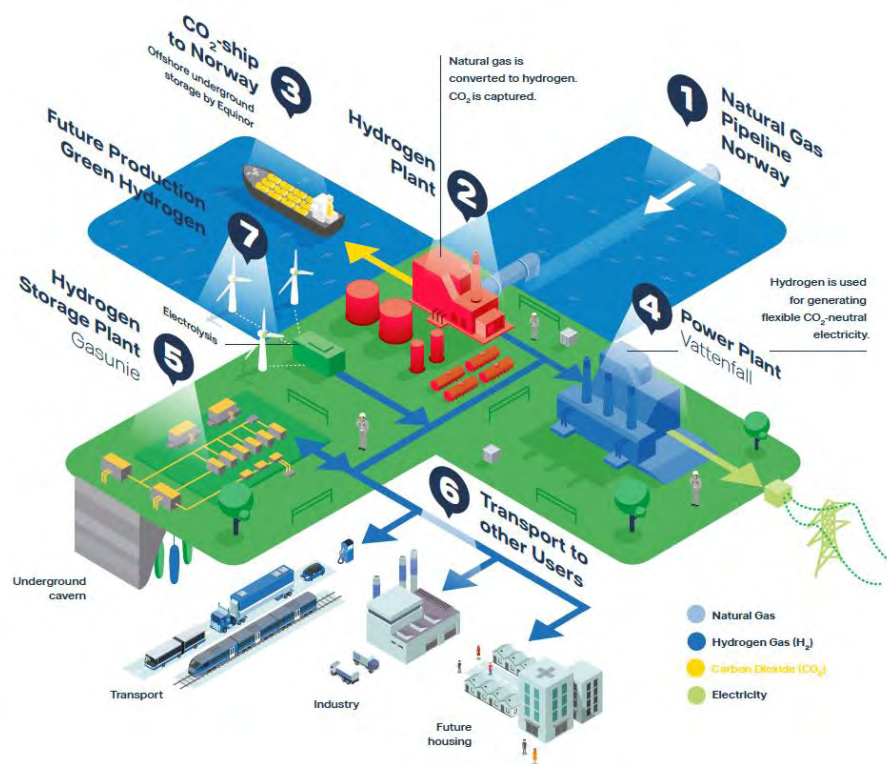 CO₂-ship
to Norway
Offshore underground
storage by Equinor
3
Natural gas is
converted to hydrogen.
CO₂ is captured.
1
Natural Gas
Pipeline
Norway
Hydrogen
Plant
2
Future Production
Green Hydrogen
7
Electrolysis
Hydrogen
Storage Plant
Gasunie
5
4
Power Plant
Vattenfall
Hydrogen is used
for generating
flexible CO₂-neutral
electricity.
6
Transport to
other Users
Underground
cavern
Transport
Industry
Future
housing
Natural Gas
Hydrogen Gas (H₂)
Carbon Dioxide (CO₂)
Electricity